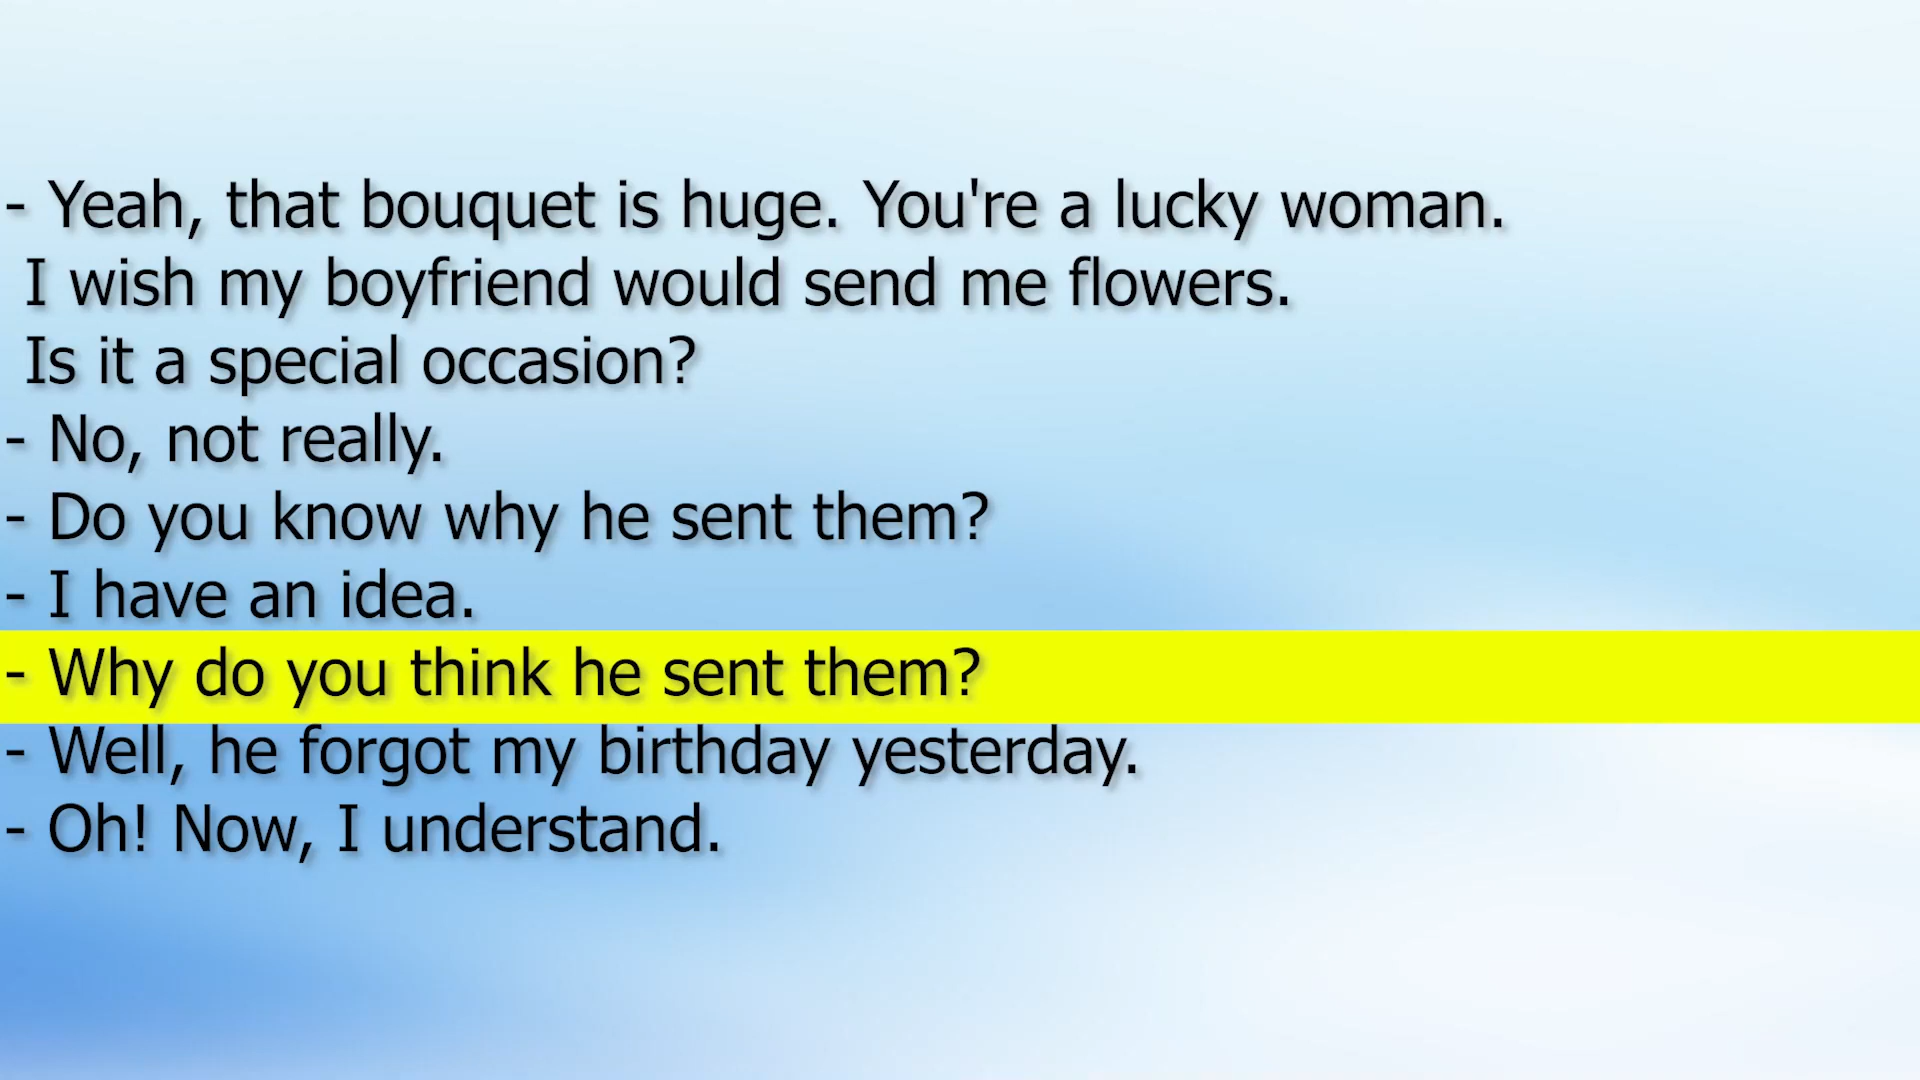 - Yeah, that bouquet is huge. You're a lucky woman.
I wish my boyfriend would send me flowers.
Is it a special occasion?
- No, not really.
- Do you know why he sent them?
- I have an idea.
- Why do you think he sent them?
- Well, he forgot my birthday yesterday.
- Oh! Now, I understand.